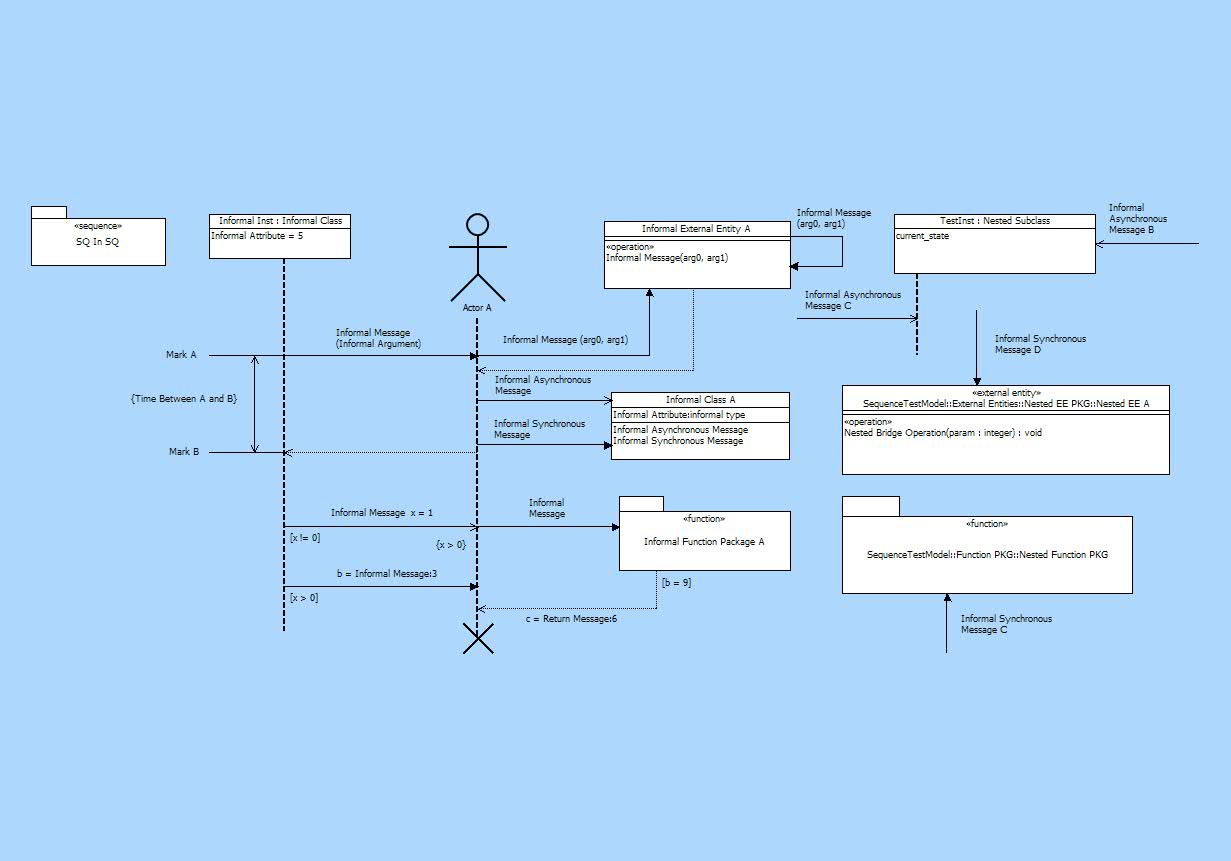 «sequence»
SQ In SQ
Informal Inst : Informal Class
Informal Attribute = 5
Actor A
Informal External Entity A
«operation»
Informal Message(arg0, arg1)
Informal Message
(arg0, arg1)
TestInst : Nested Subclass
current_state
Informal
Asynchronous
Message B
Informal Asynchronous
Message C
Mark A
Informal Message
(Informal Argument)
Informal Message (arg0, arg1)
Informal Synchronous
Message D
{Time Between A and B}
Informal Asynchronous
Message
Informal Class A
Informal Attribute:informal type
Informal Asynchronous Message
Informal Synchronous Message
Informal Synchronous
Message
«external entity»
SequenceTestModel::External Entities::Nested EE PKG::Nested EE A
«operation»
Nested Bridge Operation(param : integer) : void
Mark B
Informal Message  x = 1
[x != 0]
{x > 0}
Informal
Message
«function»
Informal Function Package A
«function»
SequenceTestModel::Function PKG::Nested Function PKG
b = Informal Message:3
[x > 0]
[b = 9]
c = Return Message:6
Informal Synchronous
Message C